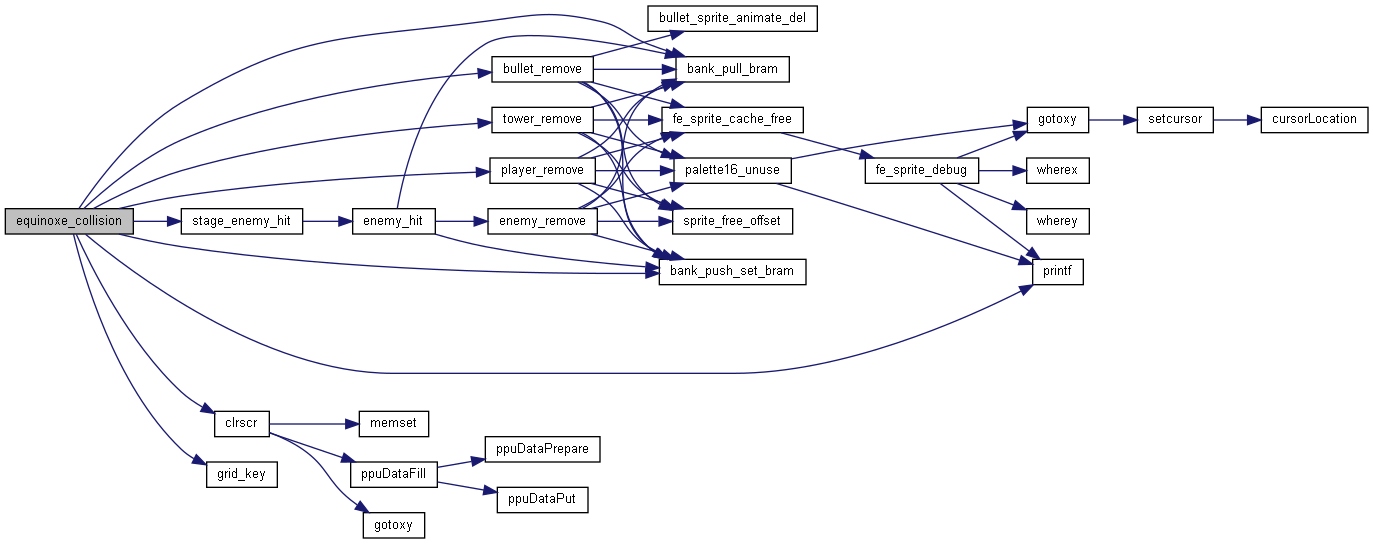 bullet_sprite_animate_del
bullet_remove
bank_pull_bram
tower_remove
fe_sprite_cache_free
gotoxy
setcursor
cursorLocation
player_remove
palette16_unuse
fe_sprite_debug
wherex
equinoxe_collision
stage_enemy_hit
enemy_hit
enemy_remove
sprite_free_offset
wherey
bank_push_set_bram
printf
clrscr
memset
ppuDataPrepare
grid_key
ppuDataFill
ppuDataPut
gotoxy